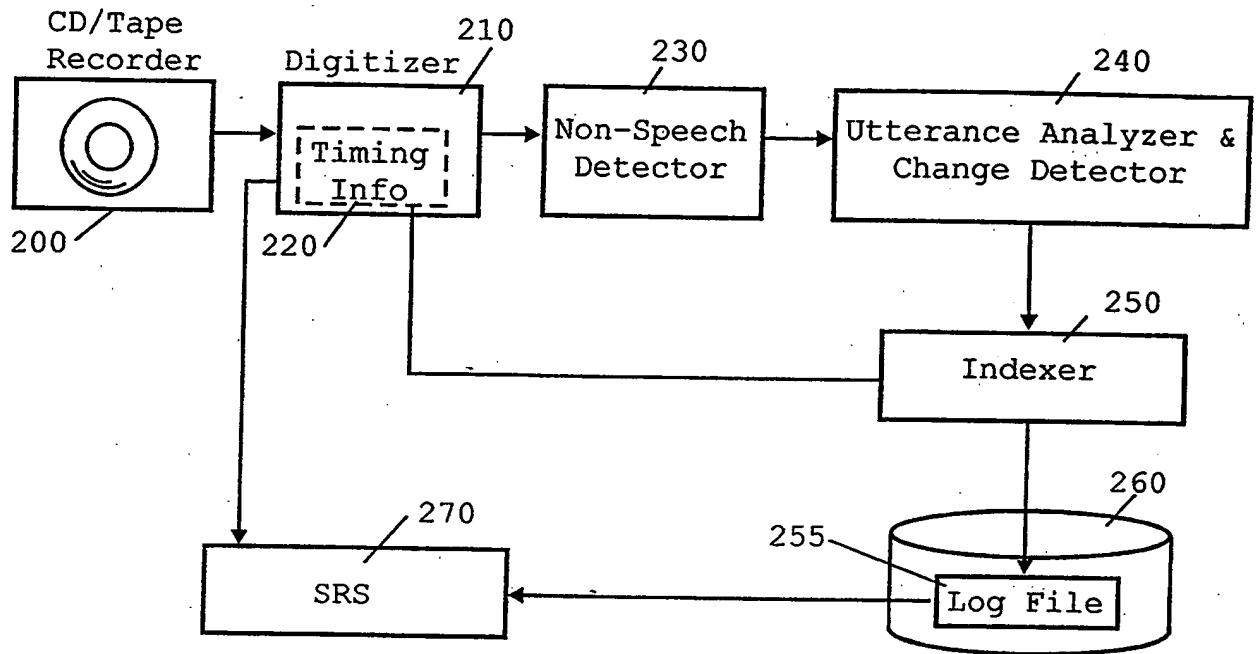 CD/Tape
Recorder
200
Digitizer
210
Timing
Info
220
230
Non-Speech
Detector
240
Utterance Analyzer &
Change Detector
250
Indexer
260
255
Log File
270
SRS